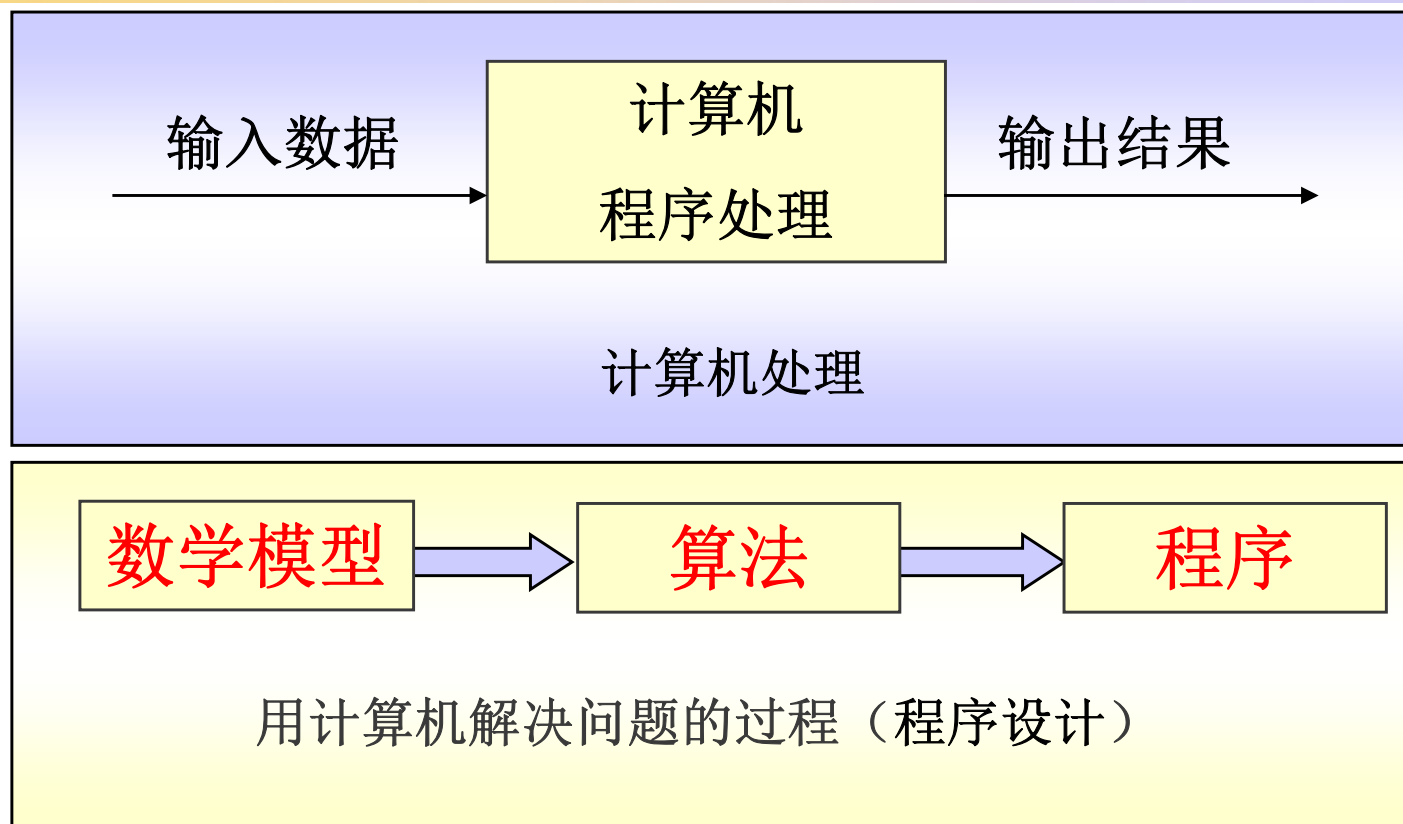 输入数据
计算机
程序处理
输出结果
计算机处理
数学模型
算法
程序
用计算机解决问题的过程（程序设计）